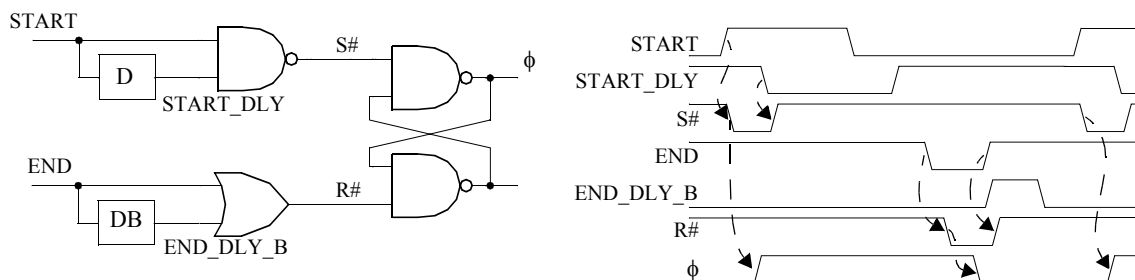 START
D
START_DLY
S#
ϕ
END
DB
END_DLY_B
R#
START
START_DLY
S#
END
END_DLY_B
R#
ϕ